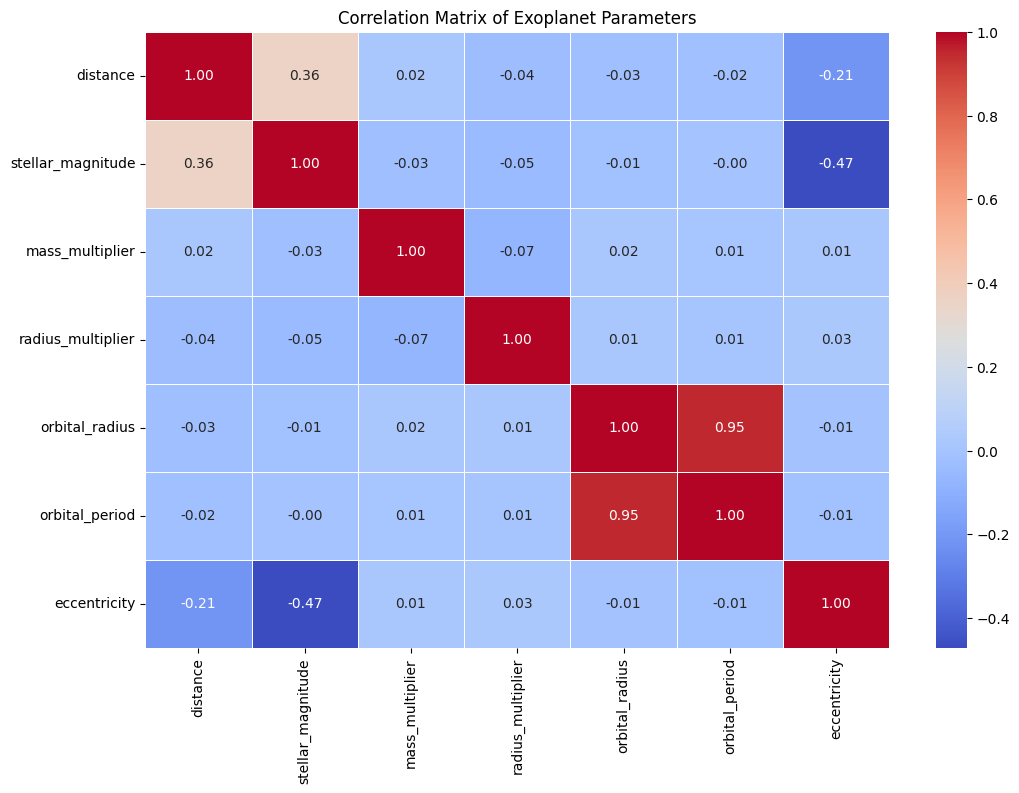 Correlation Matrix of Exoplanet Parameters
distance 1.00 0.36 0.02 -0.04 -0.03 -0.02 -0.21
stellar_magnitude 0.36 1.00 -0.03 -0.05 -0.01 -0.00 -0.47
mass_multiplier 0.02 -0.03 1.00 -0.07 0.02 0.01 0.01
radius_multiplier -0.04 -0.05 -0.07 1.00 0.01 0.01 0.03
orbital_radius -0.03 -0.01 0.02 0.01 1.00 0.95 -0.01
orbital_period -0.02 -0.00 0.01 0.01 0.95 1.00 -0.01
eccentricity -0.21 -0.47 0.01 0.03 -0.01 -0.01 1.00
distance
stellar_magnitude
mass_multiplier
radius_multiplier
orbital_radius
orbital_period
eccentricity
1.0
0.8
0.6
0.4
0.2
0.0
−0.2
−0.4